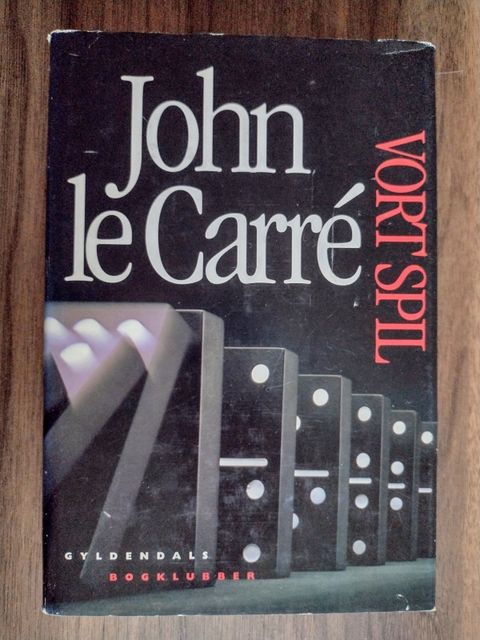 John
le Carré
VORT SPIL
GYLDENDALS
BOGKLUBBER